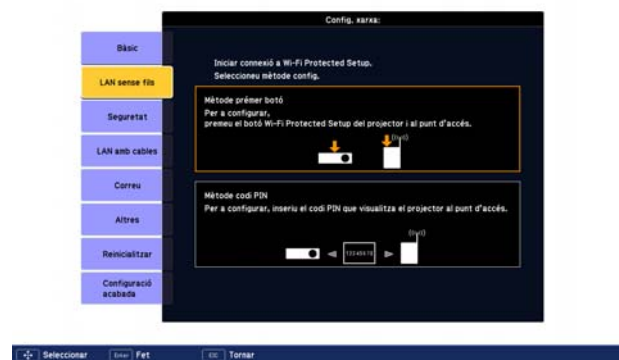 Config. xarxa:
Bàsic
LAN sense fils
Seguretat
LAN amb cables
Correu
Altres
Reinicialitzar
Configuració
acabada
Iniciar connexió a Wi-Fi Protected Setup.
Seleccioneu mètode config.
Mètode prémer botó
Per a configurar,
premeu el botó Wi-Fi Protected Setup del projector i al punt d'accés.
Mètode codi PIN
Per a configurar, inseriu el codi PIN que visualitza el projector al punt d'accés.
12345678
Seleccionar
Enter Fet
ESC Tornar